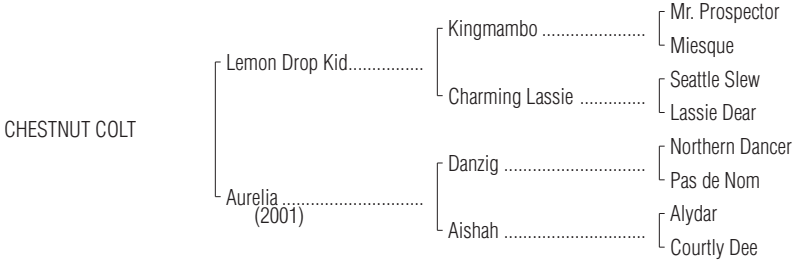 Mr. Prospector
Kingmambo ......................
Miesque
Lemon Drop Kid................
Seattle Slew
Charming Lassie ..............
Lassie Dear
CHESTNUT COLT
Northern Dancer
Danzig ..............................
Pas de Nom
Aurelia ..............................
(2001)
Alydar
Aishah ..............................
Courtly Dee